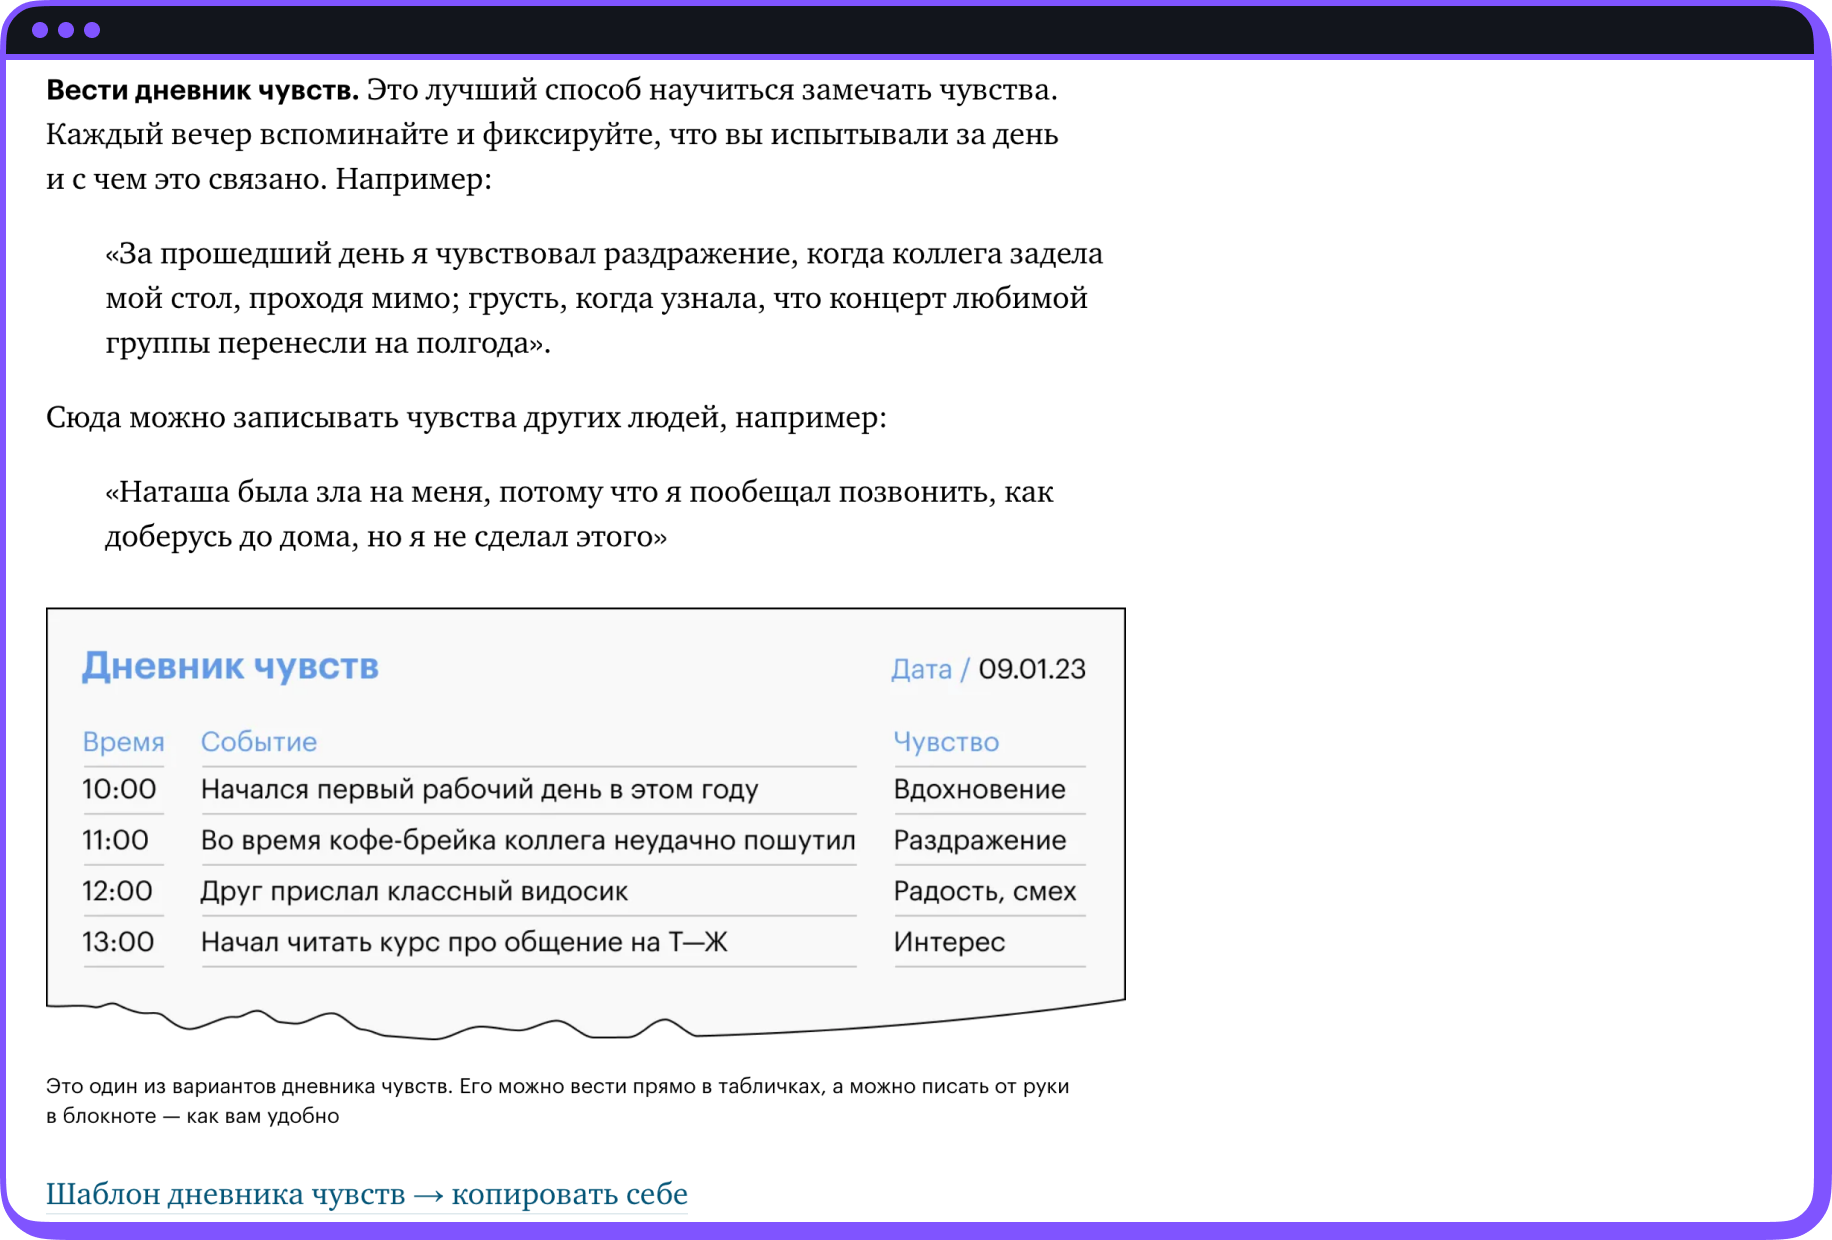 Вести дневник чувств. Это лучший способ научиться замечать чувства.
Каждый вечер вспоминайте и фиксируйте, что вы испытывали за день
и с чем это связано. Например:
«За прошедший день я чувствовал раздражение, когда коллега задела
мой стол, проходя мимо; грусть, когда узнала, что концерт любимой
группы перенесли на полгода».
Сюда можно записывать чувства других людей, например:
«Наташа была зла на меня, потому что я пообещал позвонить, как
доберусь до дома, но я не сделал этого»
Дневник чувств Дата / 09.01.23
Время Событие Чувство
10:00 Начался первый рабочий день в этом году Вдохновение
11:00 Во время кофе-брейка коллега неудачно пошутил Раздражение
12:00 Друг прислал классный видосик Радость, смех
13:00 Начал читать курс про общение на Т—Ж Интерес
Это один из вариантов дневника чувств. Его можно вести прямо в табличках, а можно писать от руки
в блокноте — как вам удобно
Шаблон дневника чувств → копировать себе